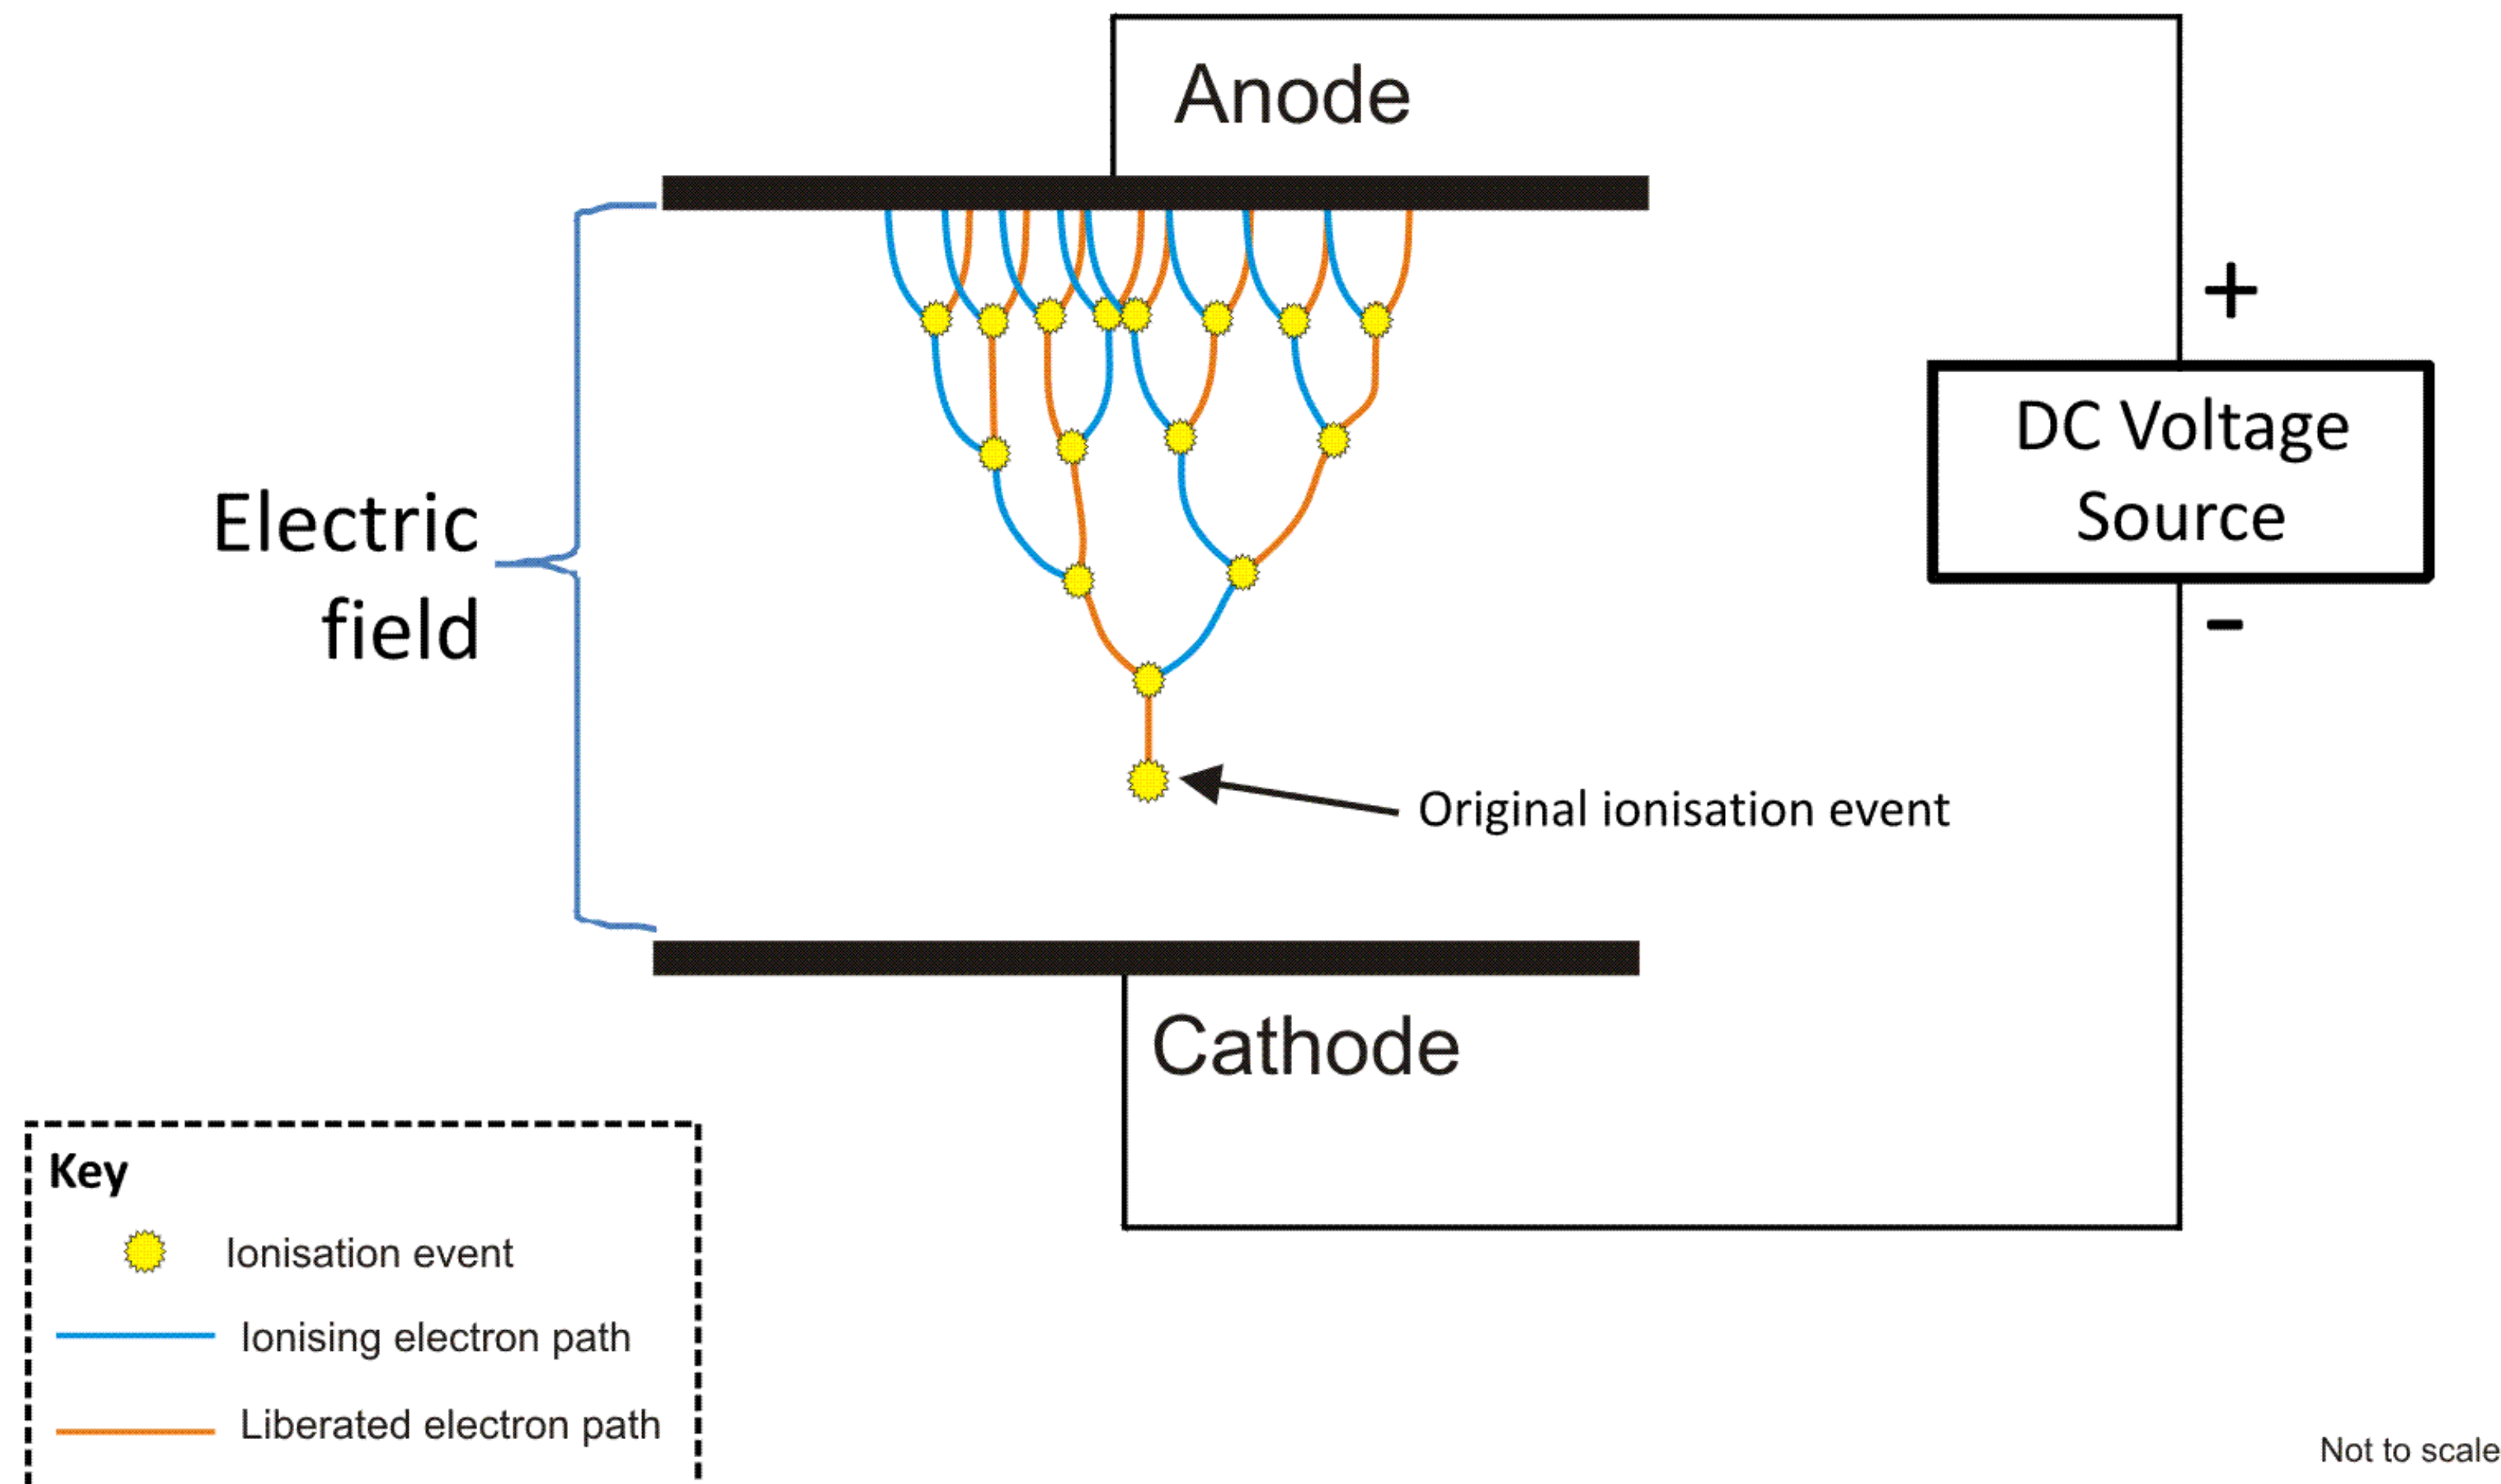 Anode
+
DC Voltage
Source
-
Electric
field
Original ionisation event
Cathode
Key
Ionisation event
Ionising electron path
Liberated electron path
Not to scale